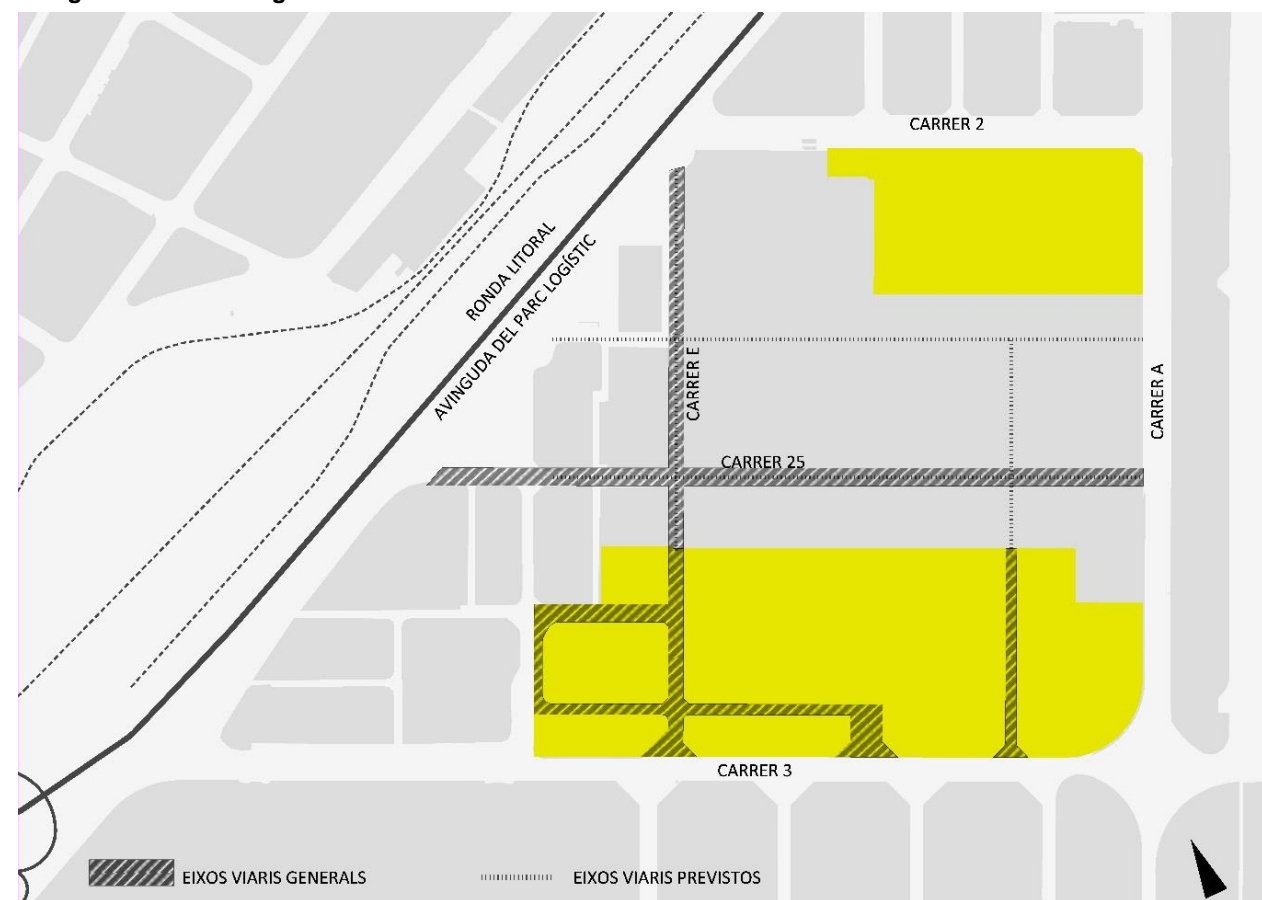 CARRER 2
RONDA LITORAL
AVINGUDA DEL PARC LOGÍSTIC
CARRER E
CARRER A
CARRER 25
CARRER 3
EIXOS VIARIS GENERALS
EIXOS VIARIS PREVISTOS